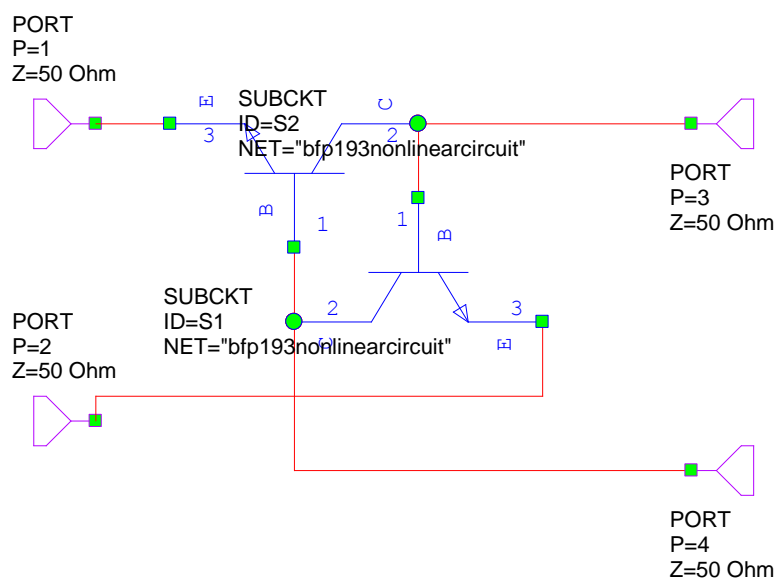 PORT
P=1
Z=50 Ohm
E
3
SUBCKT
ID=S2
NET="bfp193nonlinearcircuit"
C
2
B
1
PORT
P=3
Z=50 Ohm
1
B
SUBCKT
ID=S1
NET="bfp193nonlinearcircuit"
2
C
3
E
PORT
P=2
Z=50 Ohm
PORT
P=4
Z=50 Ohm